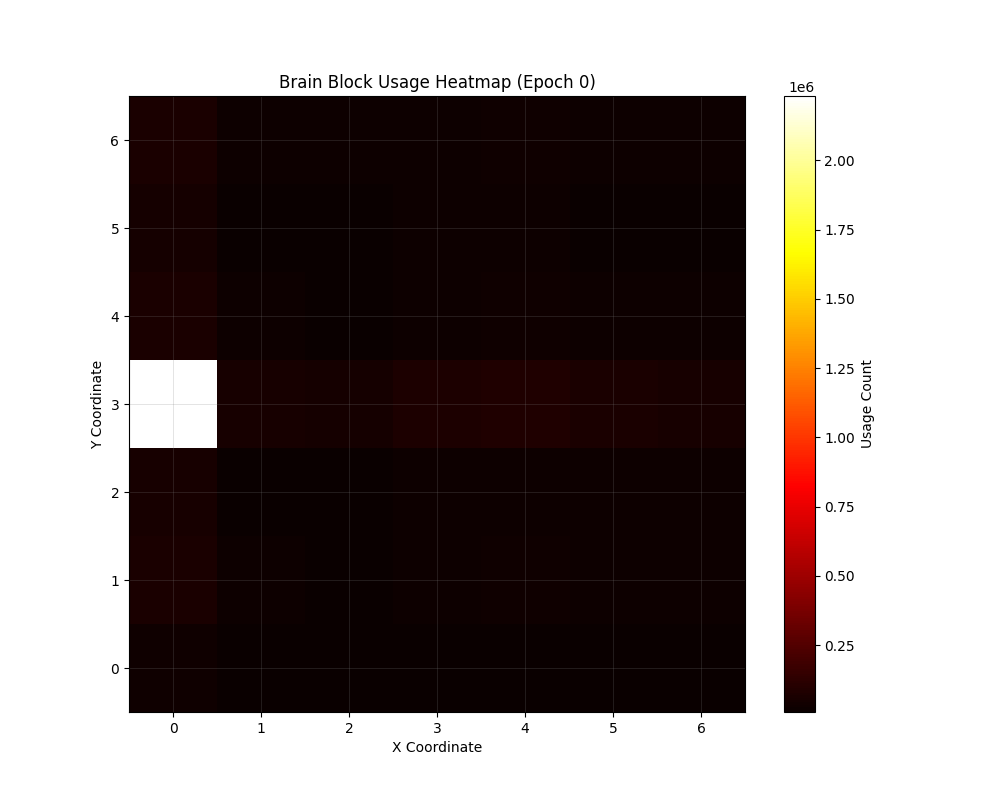 Brain Block Usage Heatmap (Epoch 0)
1e6
6
5
4
3
2
1
0
Y Coordinate
0 1 2 3 4 5 6
X Coordinate
2.00
1.75
1.50
1.25
1.00
0.75
0.50
0.25
Usage Count